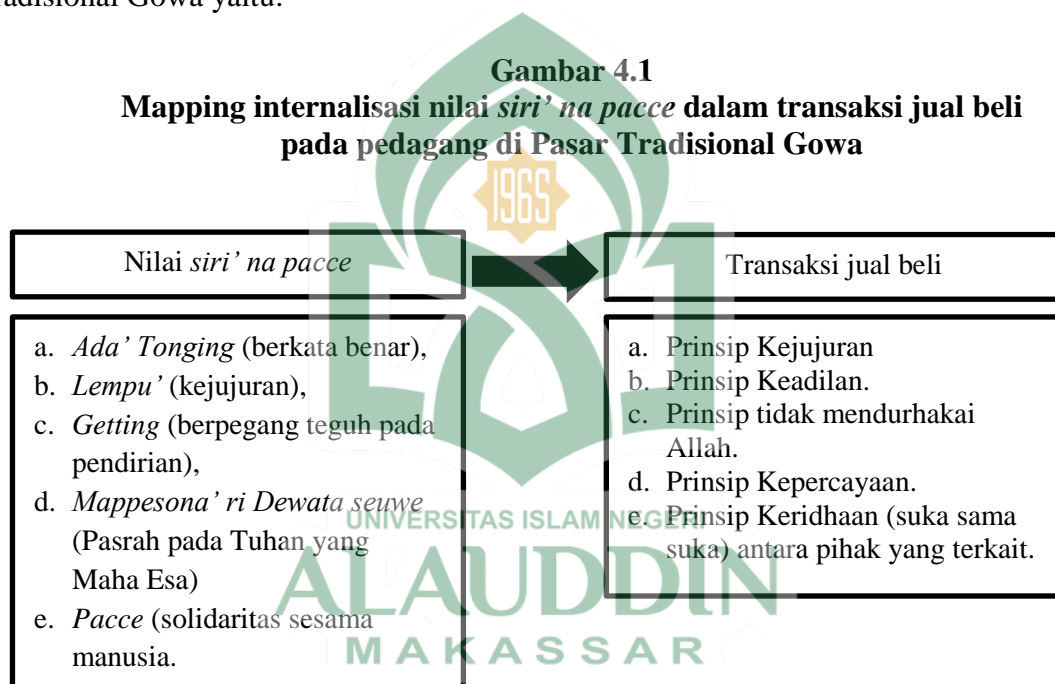 radisional Gowa yaitu:
Gambar 4.1
Mapping internalisasi nilai siri’ na pacce dalam transaksi jual beli
pada pedagang di Pasar Tradisional Gowa
1965
Nilai siri’ na pacce
Transaksi jual beli
a. Ada’ Tonging (berkata benar),
b. Lempu’ (kejujuran),
c. Getting (berpegang teguh pada
pendirian),
d. Mappesona’ ri Dewata seuwe
(Pasrah pada Tuhan yang
Maha Esa)
e. Pacce (solidaritas sesama
manusia.
a. Prinsip Kejujuran
b. Prinsip Keadilan.
c. Prinsip tidak mendurhakai
Allah.
d. Prinsip Kepercayaan.
e. Prinsip Keridhaan (suka sama
suka) antara pihak yang terkait.
UNIVERSITAS ISLAM NEGERI
ALAUDDIN
MAKASSAR